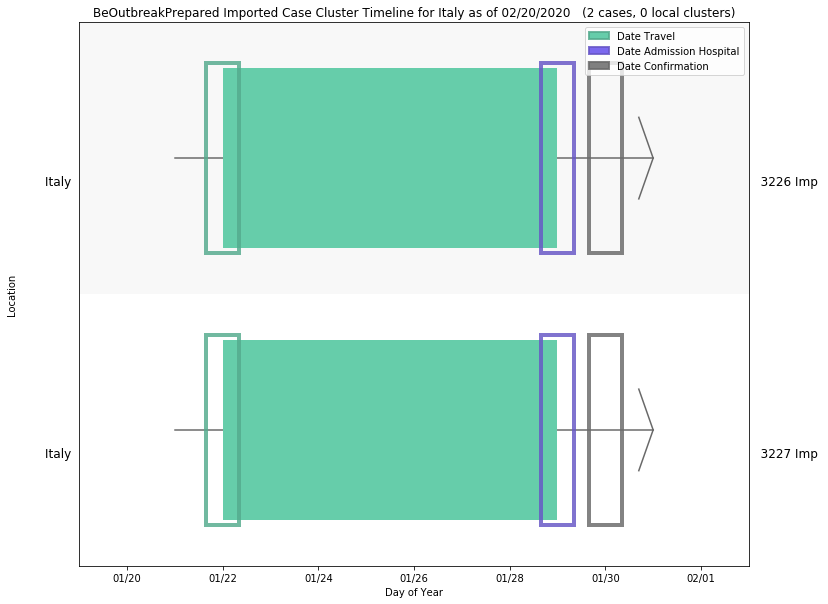 BeOutbreakPrepared Imported Case Cluster Timeline for Italy as of 02/20/2020   (2 cases, 0 local clusters)
Date Travel
Date Admission Hospital
Date Confirmation
Italy
3226 Imp
Location
Italy
3227 Imp
01/20
01/22
01/24
01/26
01/28
01/30
02/01
Day of Year